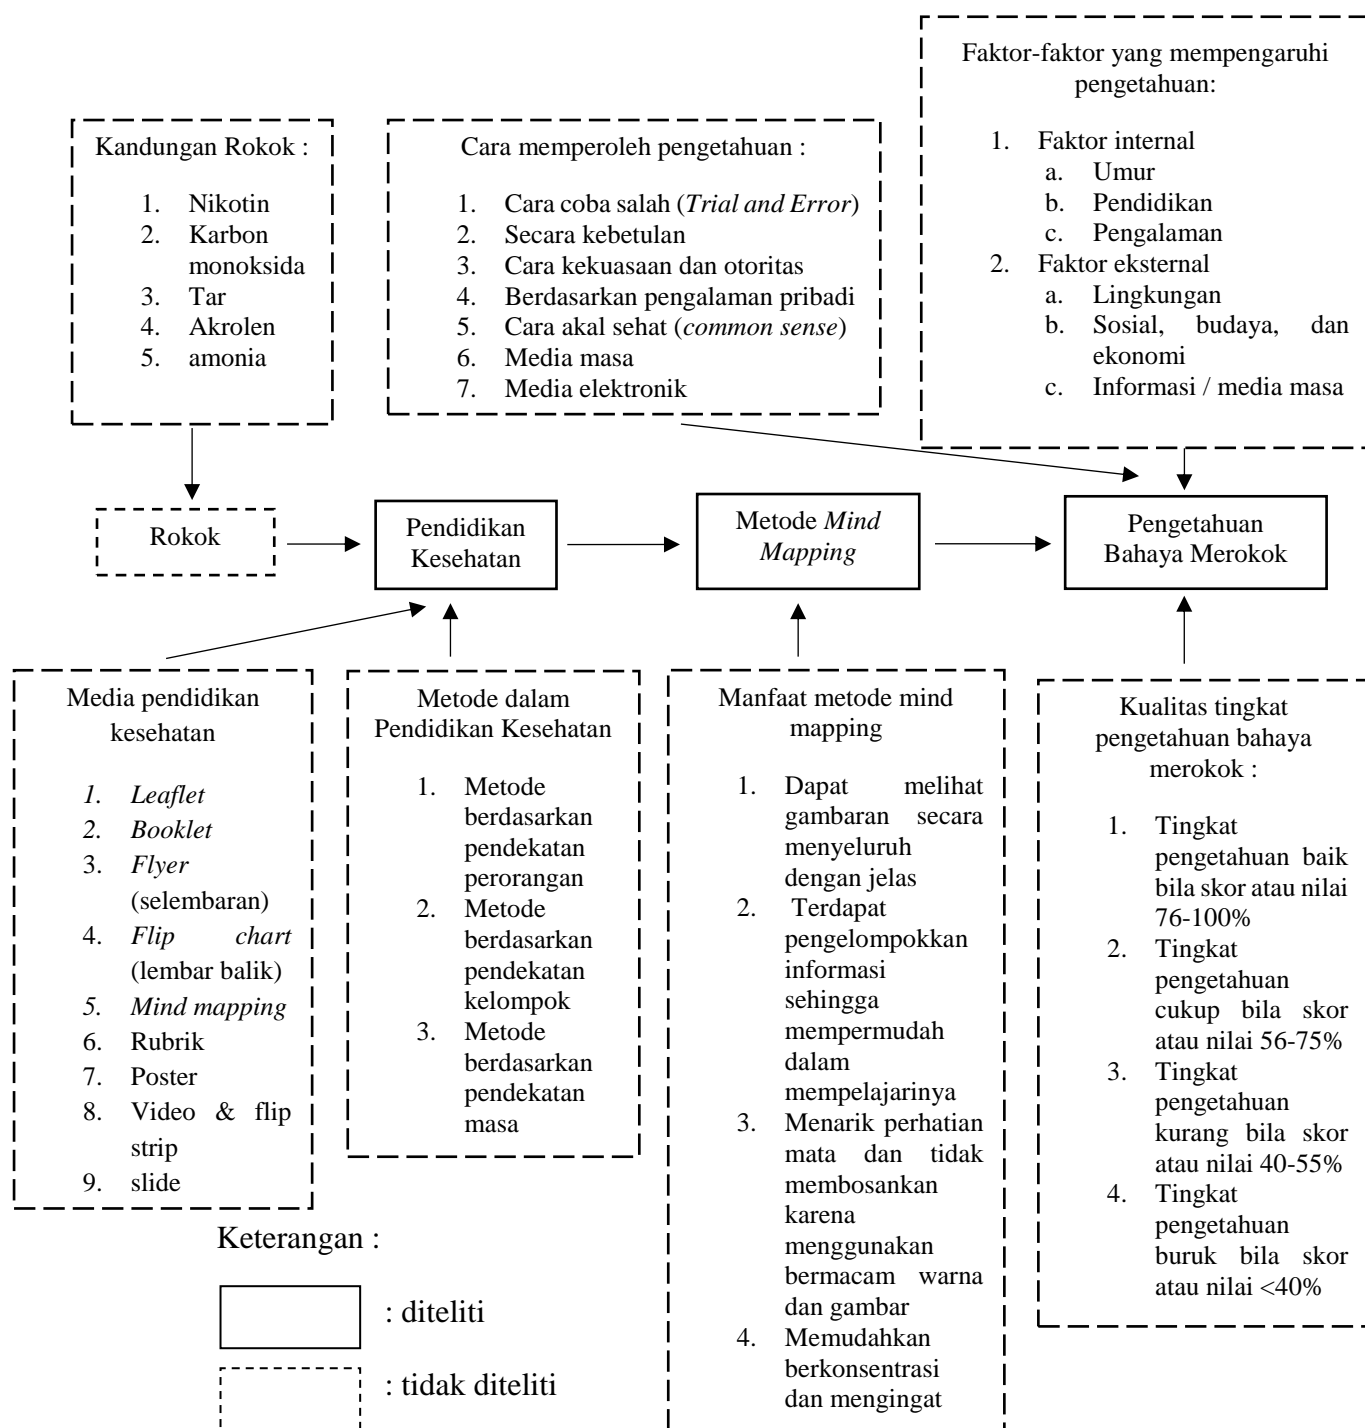 Faktor-faktor yang mempengaruhi
pengetahuan:
1. Faktor internal
a. Umur
b. Pendidikan
c. Pengalaman
2. Faktor eksternal
a. Lingkungan
b. Sosial, budaya, dan
ekonomi
c. Informasi / media masa
Kandungan Rokok :
1. Nikotin
2. Karbon
monoksida
3. Tar
4. Akrolen
5. amonia
Cara memperoleh pengetahuan :
1. Cara coba salah (Trial and Error)
2. Secara kebetulan
3. Cara kekuasaan dan otoritas
4. Berdasarkan pengalaman pribadi
5. Cara akal sehat (common sense)
6. Media masa
7. Media elektronik
Rokok
Pendidikan
Kesehatan
Metode Mind
Mapping
Pengetahuan
Bahaya Merokok
Media pendidikan
kesehatan
1. Leaflet
2. Booklet
3. Flyer
(selembaran)
4. Flip chart
(lembar balik)
5. Mind mapping
6. Rubrik
7. Poster
8. Video & flip
strip
9. slide
Metode dalam
Pendidikan Kesehatan
1. Metode
berdasarkan
pendekatan
perorangan
2. Metode
berdasarkan
pendekatan
kelompok
3. Metode
berdasarkan
pendekatan
masa
Manfaat metode mind
mapping
1. Dapat melihat
gambaran secara
menyeluruh
dengan jelas
2. Terdapat
pengelompokkan
informasi
sehingga
mempermudah
dalam
mempelajarinya
3. Menarik perhatian
mata dan tidak
membosankan
karena
menggunakan
bermacam warna
dan gambar
4. Memudahkan
berkonsentrasi
dan mengingat
Kualitas tingkat
pengetahuan bahaya
merokok :
1. Tingkat
pengetahuan baik
bila skor atau nilai
76-100%
2. Tingkat
pengetahuan
cukup bila skor
atau nilai 56-75%
3. Tingkat
pengetahuan
kurang bila skor
atau nilai 40-55%
4. Tingkat
pengetahuan
buruk bila skor
atau nilai <40%
Keterangan :
: diteliti
: tidak diteliti